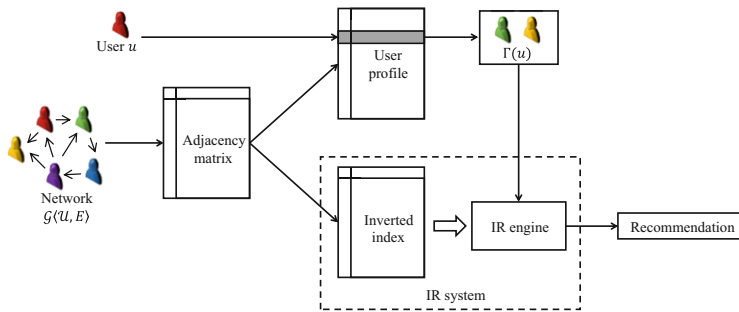 User u
User
profile
Γ(u)
Adjacency
matrix
Network
𝒢⟨𝒰, E⟩
Inverted
index
IR engine
Recommendation
IR system